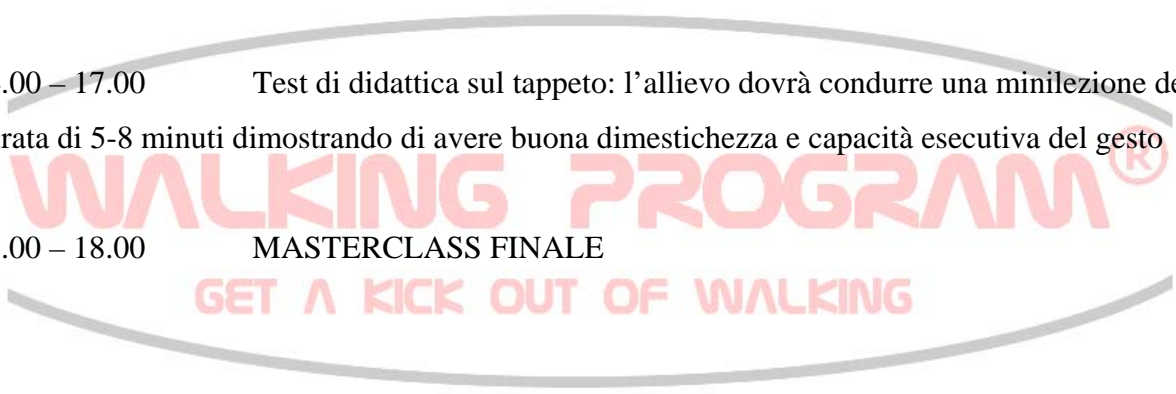 .00 – 17.00 Test di didattica sul tappeto: l’allievo dovrà condurre una minilezione de
rata di 5-8 minuti dimostrando di avere buona dimestichezza e capacità esecutiva del gesto
WALKING PROGRAM®
.00 – 18.00 MASTERCLASS FINALE
GET A KICK OUT OF WALKING